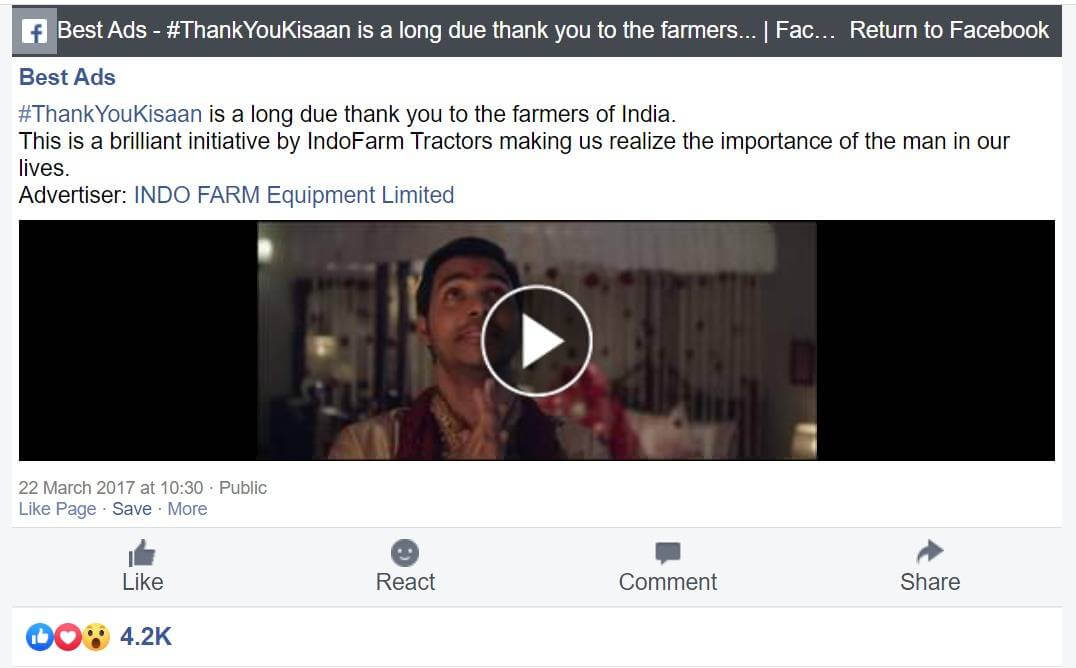 Best Ads - #ThankYouKisaan is a long due thank you to the farmers... | Fac... Return to Facebook
Best Ads
#ThankYouKisaan is a long due thank you to the farmers of India.
This is a brilliant initiative by IndoFarm Tractors making us realize the importance of the man in our
lives.
Advertiser: INDO FARM Equipment Limited
22 March 2017 at 10:30 · Public
Like Page · Save · More
Like React Comment Share
4.2K